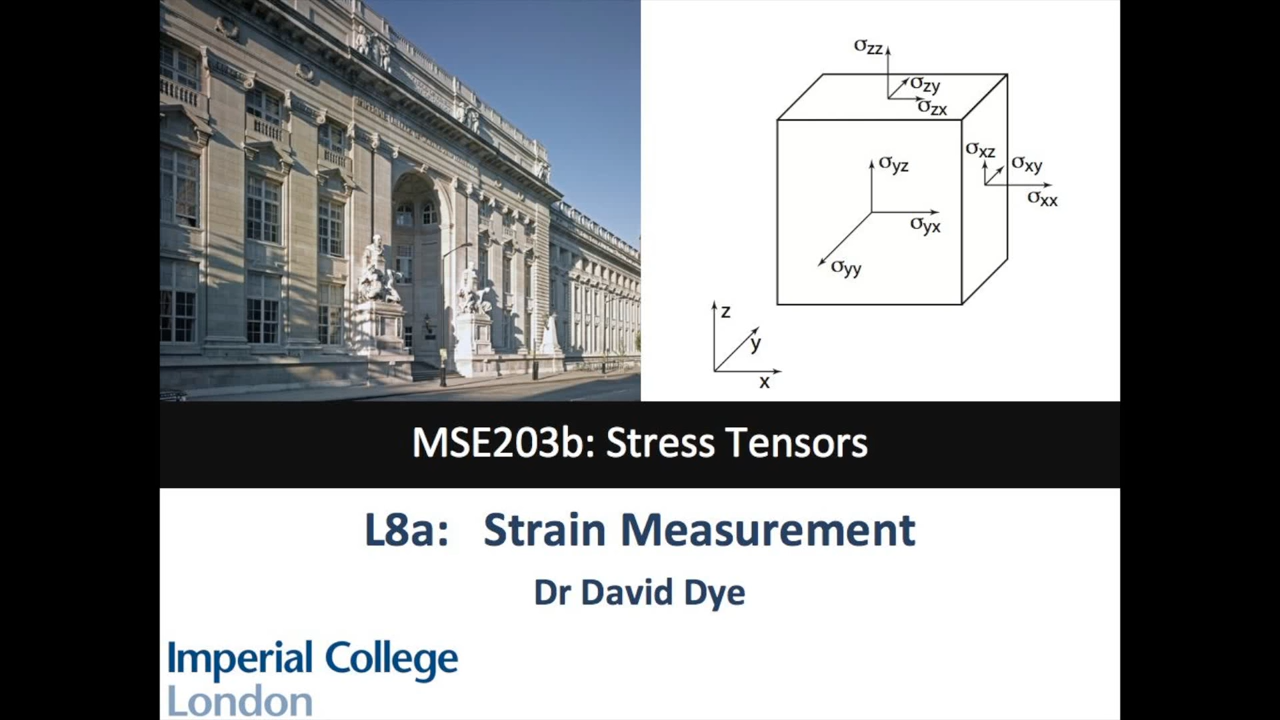 σzz
σzy
σzx
σxz
σxy
σxx
σyz
σyx
σyy
z
y
x
MSE203b: Stress Tensors
L8a: Strain Measurement
Dr David Dye
Imperial College
London